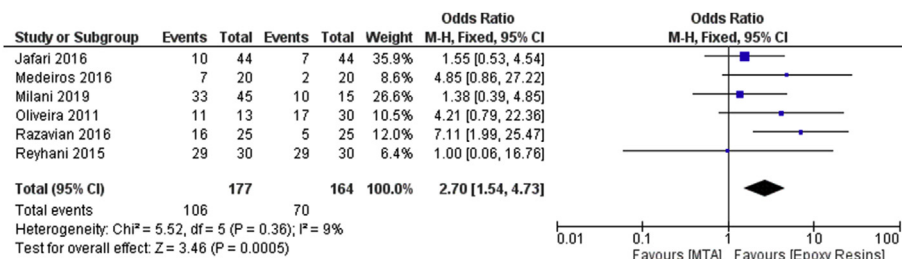 Odds Ratio Odds Ratio
Study or Subgroup Events Total Events Total Weight M-H, Fixed, 95% CI M-H, Fixed, 95% CI
Jafari 2016 10 44 7 44 35.9% 1.55 [0.53, 4.54]
Medeiros 2016 7 20 2 20 8.6% 4.85 [0.86, 27.22]
Milani 2019 33 45 10 15 26.6% 1.38 [0.39, 4.85]
Oliveira 2011 11 13 17 30 10.5% 4.21 [0.79, 22.36]
Razavian 2016 16 25 5 25 12.0% 7.11 [1.99, 25.47]
Reyhani 2015 29 30 29 30 6.4% 1.00 [0.06, 16.76]
Total (95% CI) 177 164 100.0% 2.70 [1.54, 4.73]
Total events 106 70
Heterogeneity: Chi² = 5.52, df = 5 (P = 0.36); I² = 9%
Test for overall effect: Z = 3.46 (P = 0.0005)
0.01 0.1 1 10 100
Favours [MTA] Favours [Epoxy Resins]